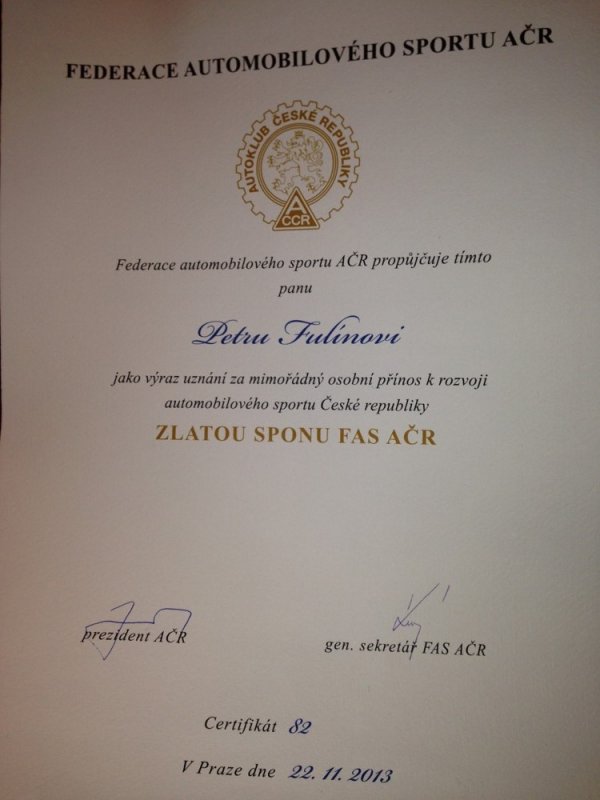 FEDERACE AUTOMOBILOVÉHO SPORTU AČR
AUTOKLUB ČESKÉ REPUBLIKY
A
CCR
Federace automobilového sportu AČR propůjčuje tímto
panu
Petru Fulínovi
jako výraz uznání za mimořádný osobní přínos k rozvoji
automobilového sportu České republiky
ZLATOU SPONU FAS AČR
prezident AČR
gen. sekretář FAS AČR
Certifikát 82
V Praze dne 22. 11. 2013